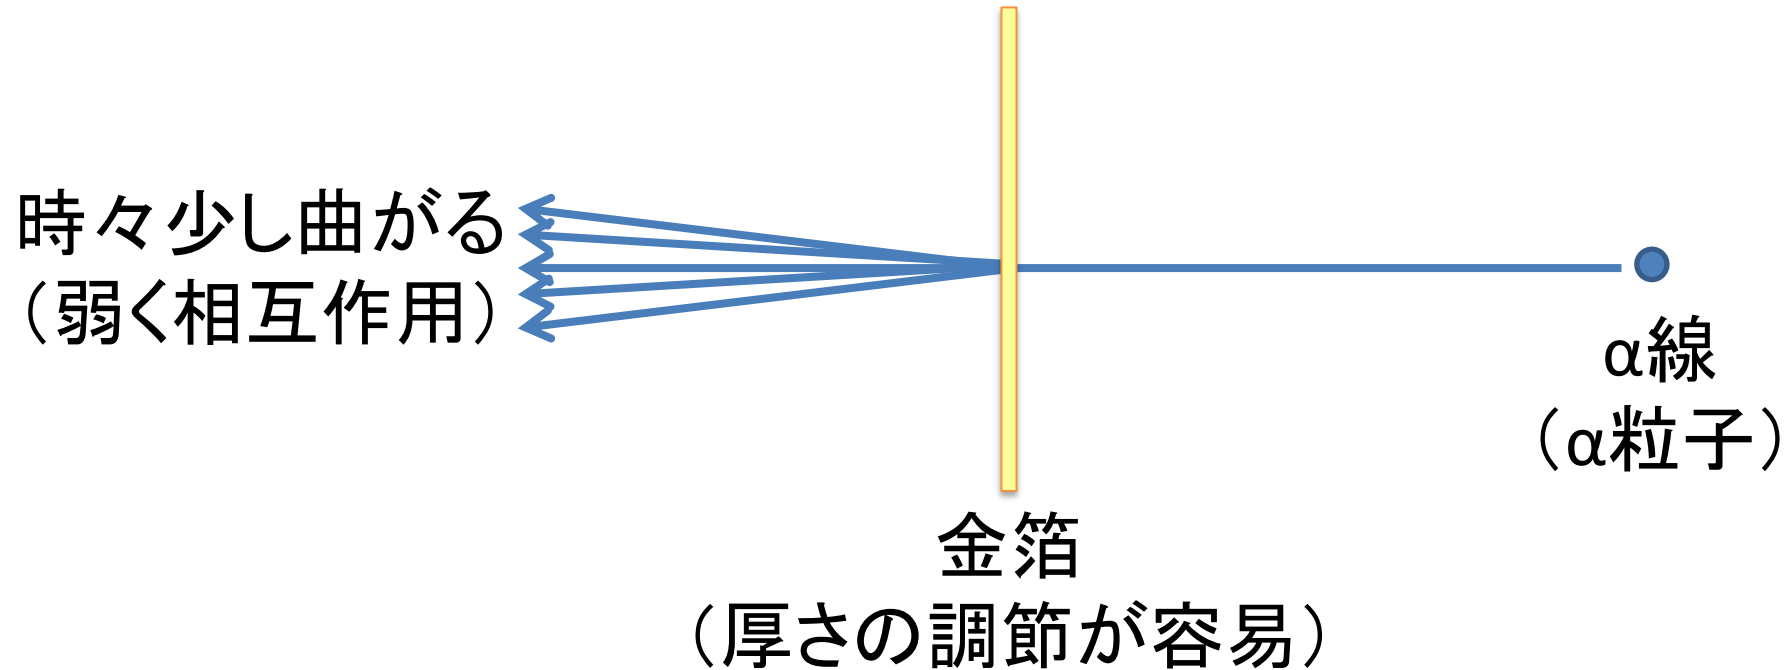 時々少し曲がる
（弱く相互作用）
α線
（α粒子）
金箔
（厚さの調節が容易）